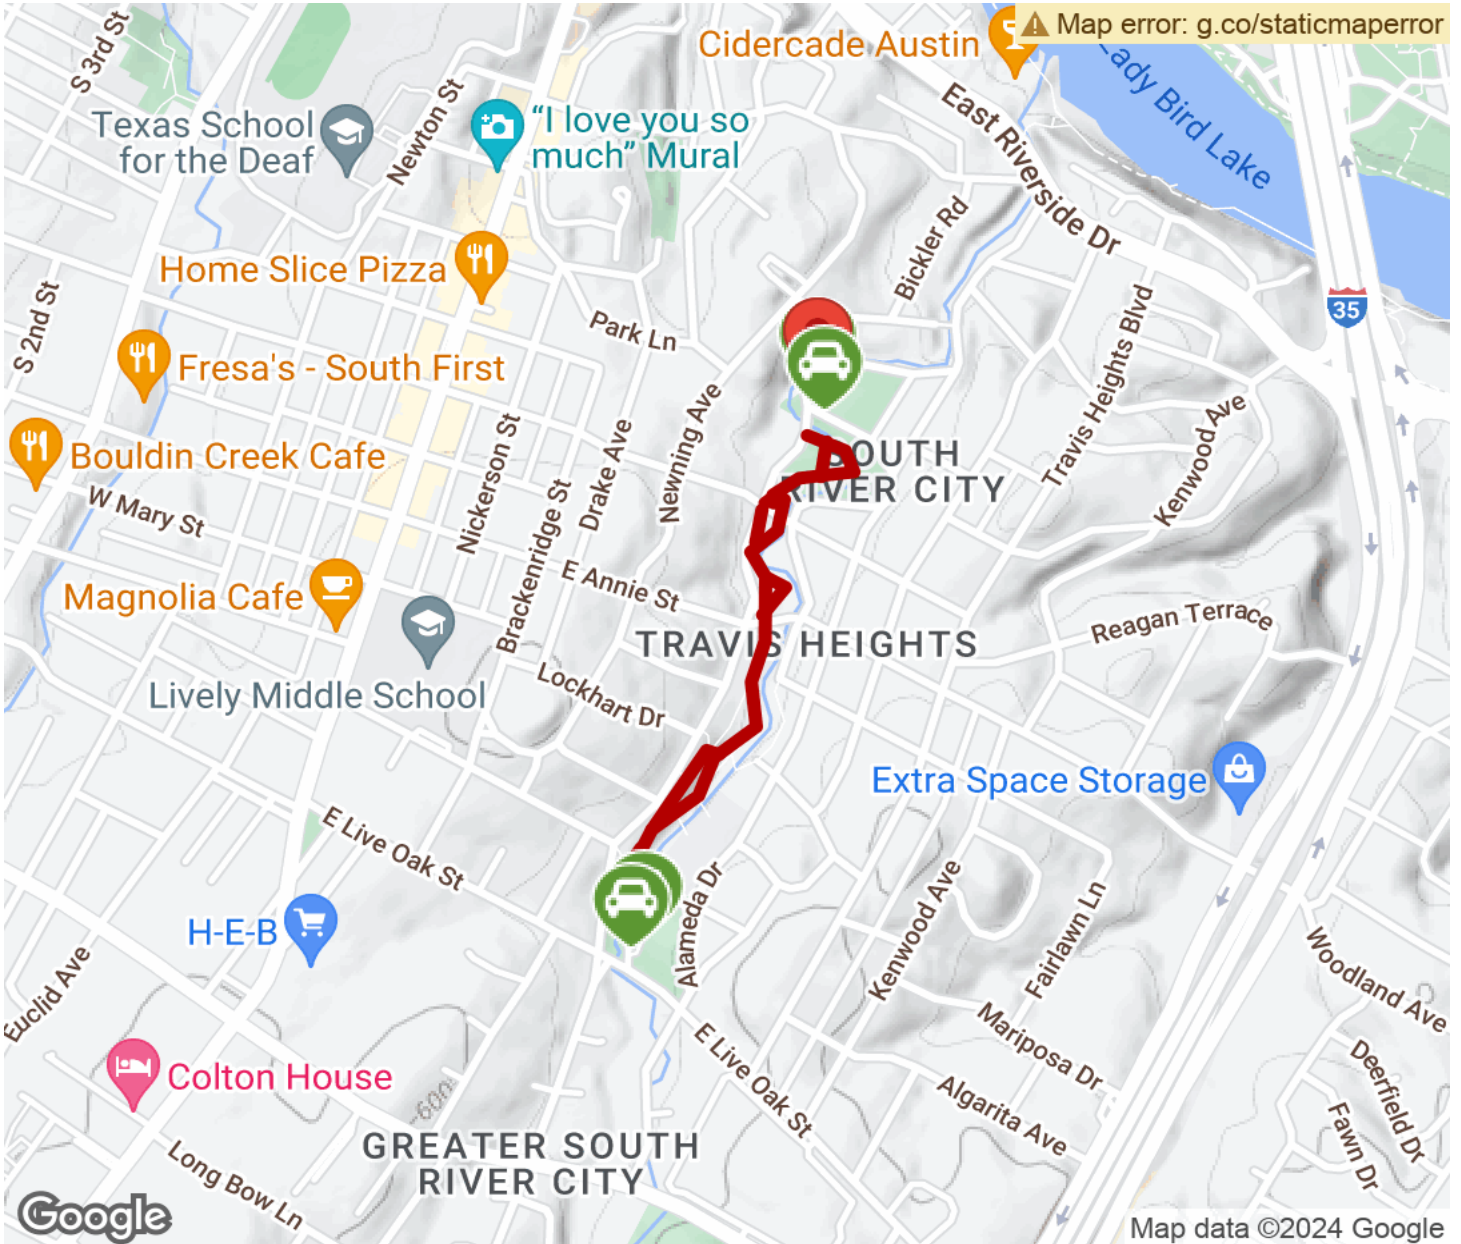 S 3rd St
Cidercade Austin
Map error: g.co/staticmaperror
Lady Bird Lake
Texas School
for the Deaf
Newton St
“I love you so
much” Mural
East Riverside Dr
Home Slice Pizza
Bickler Rd
S 2nd St
Park Ln
Travis Heights Blvd
35
Fresa's - South First
Newning Ave
Kenwood Ave
Bouldin Creek Cafe
Nickerson St
Drake Ave
SOUTH
RIVER CITY
W Mary St
Brackenridge St
E Annie St
Magnolia Cafe
Reagan Terrace
TRAVIS HEIGHTS
Lively Middle School
Lockhart Dr
Extra Space Storage
E Live Oak St
Alameda Dr
Kenwood Ave
Fairlawn Ln
H-E-B
Woodland Ave
Euclid Ave
Mariposa Dr
Colton House
E Live Oak St
Algarita Ave
Deerfield Dr
Fawn Dr
600
GREATER SOUTH
RIVER CITY
Long Bow Ln
Google
Map data ©2024 Google